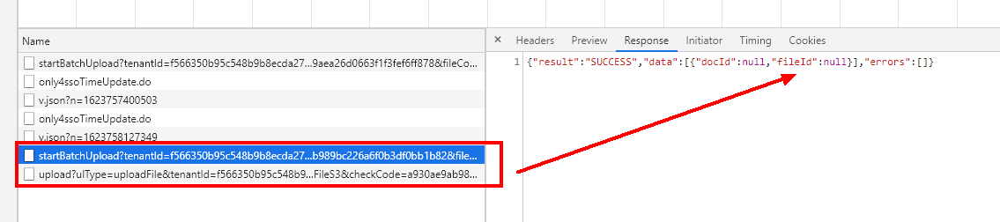 Name
startBatchUpload?tenantId=f566350b95c548b9b8ecda27...9aea26d0663f1f3fef6ff878&fileCo...
only4ssoTimeUpdate.do
v.json?n=1623757400503
only4ssoTimeUpdate.do
v.json?n=1623758127349
startBatchUpload?tenantId=f566350b95c548b9b8ecda27...b989bc226a6f0b3df0bb1b82&file...
upload?ulType=uploadFile&tenantId=f566350b95c548b9...FileS3&checkCode=a930ae9ab98...
× Headers Preview Response Initiator Timing Cookies
1 {"result":"SUCCESS","data":[{"docId":null,"fileId":null}],"errors":[]}